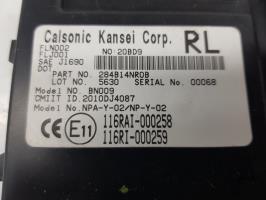 Calsonic Kansei Corp. RL
FLN002 NO:20BD9
FLJ001
SAE J1690
DOT
PART NO. 284B14NR0B
LOT NO. 5630 SERIAL No. 00068
Model No. BN009
CMIIT ID.2010DJ4087
Model No.NPA-Y-02/NP-Y-02
CE E11 116RAI-000258
116RI-000259